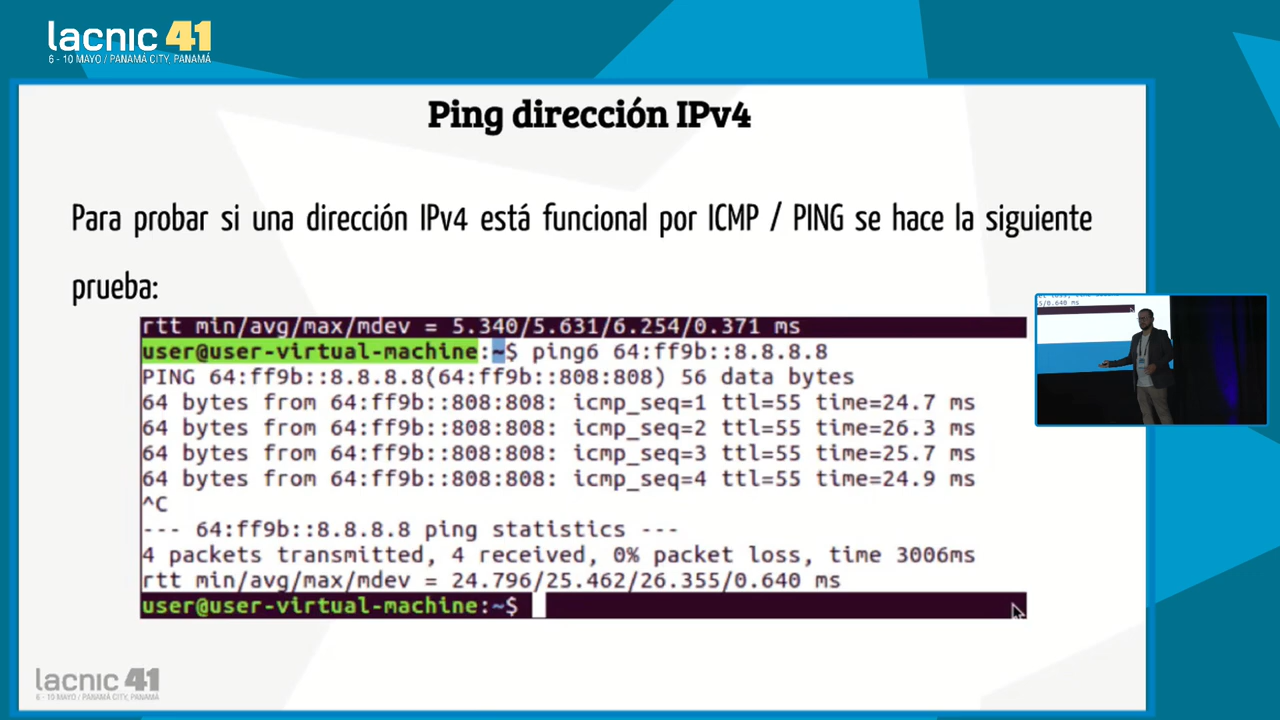 lacnic 41
6 - 10 MAYO / PANAMÁ CITY, PANAMÁ
Ping dirección IPv4
Para probar si una dirección IPv4 está funcional por ICMP / PING se hace la siguiente
prueba:
rtt min/avg/max/mdev = 5.340/5.631/6.254/0.371 ms
user@user-virtual-machine:~$ ping6 64:ff9b::8.8.8.8
PING 64:ff9b::8.8.8.8(64:ff9b::808:808) 56 data bytes
64 bytes from 64:ff9b::808:808: icmp_seq=1 ttl=55 time=24.7 ms
64 bytes from 64:ff9b::808:808: icmp_seq=2 ttl=55 time=26.3 ms
64 bytes from 64:ff9b::808:808: icmp_seq=3 ttl=55 time=25.7 ms
64 bytes from 64:ff9b::808:808: icmp_seq=4 ttl=55 time=24.9 ms
^C
--- 64:ff9b::8.8.8.8 ping statistics ---
4 packets transmitted, 4 received, 0% packet loss, time 3006ms
rtt min/avg/max/mdev = 24.796/25.462/26.355/0.640 ms
user@user-virtual-machine:~$
5/0.640 ms
lacnic 41
6 - 10 MAYO / PANAMÁ CITY, PANAMÁ